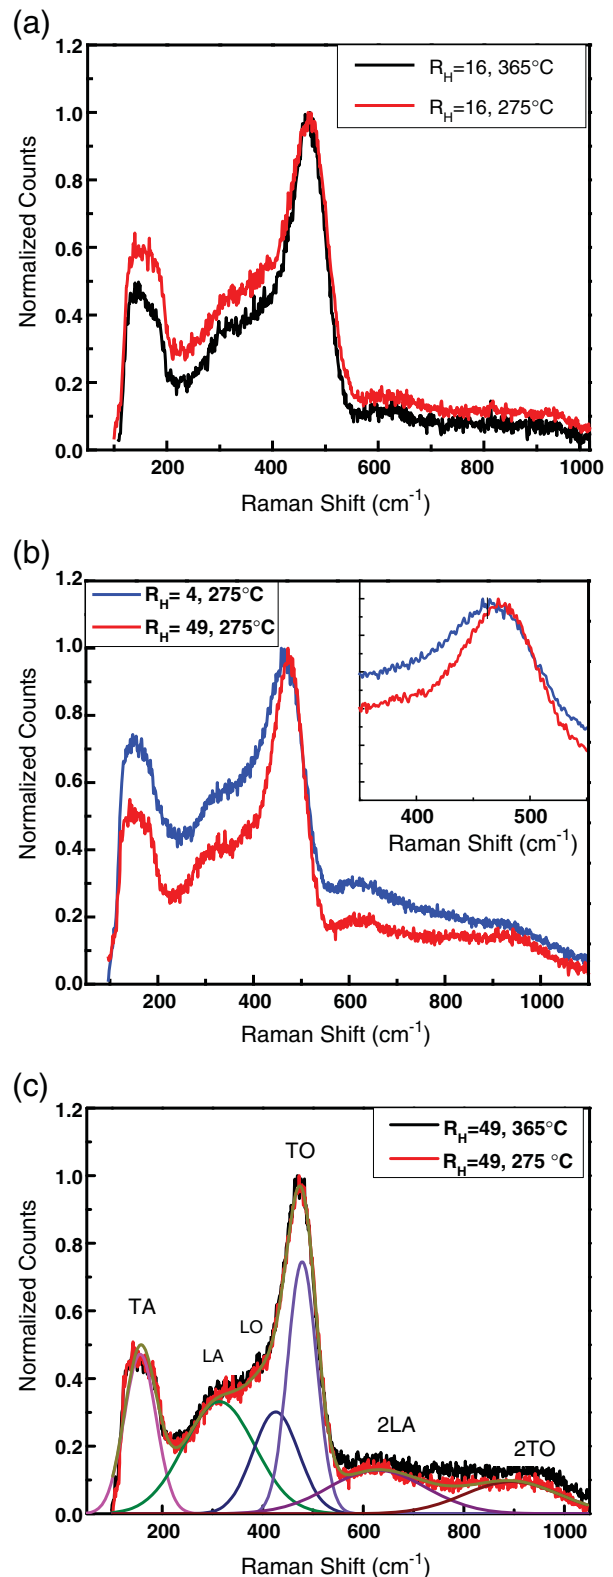 (a)
1.2
1.0
0.8
0.6
0.4
0.2
0.0
Normalized Counts
R_H=16, 365°C
R_H=16, 275°C
200 400 600 800 1000
Raman Shift (cm⁻¹)
(b)
1.2
1.0
0.8
0.6
0.4
0.2
0.0
Normalized Counts
R_H= 4, 275°C
R_H= 49, 275°C
400 500
Raman Shift (cm⁻¹)
200 400 600 800 1000
Raman Shift (cm⁻¹)
(c)
1.2
1.0
0.8
0.6
0.4
0.2
0.0
Normalized Counts
R_H=49, 365°C
R_H=49, 275 °C
TO
TA
LO
LA
2LA
2TO
200 400 600 800 1000
Raman Shift (cm⁻¹)